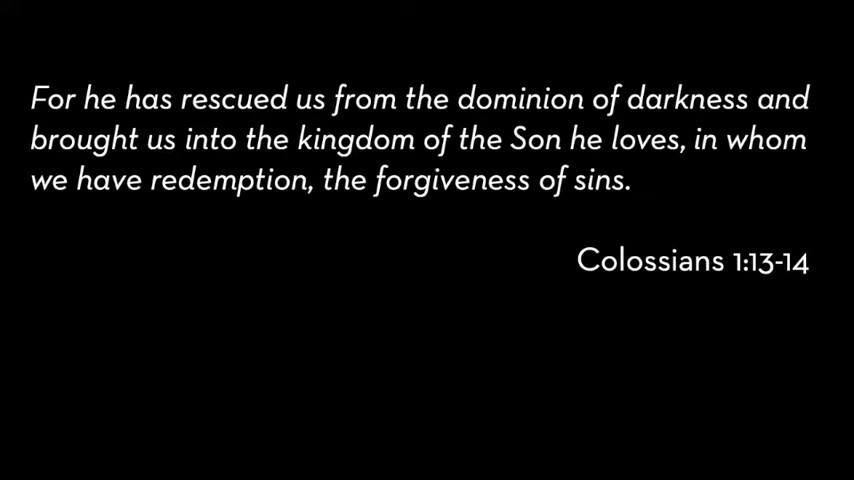 For he has rescued us from the dominion of darkness and
brought us into the kingdom of the Son he loves, in whom
we have redemption, the forgiveness of sins.
Colossians 1:13-14